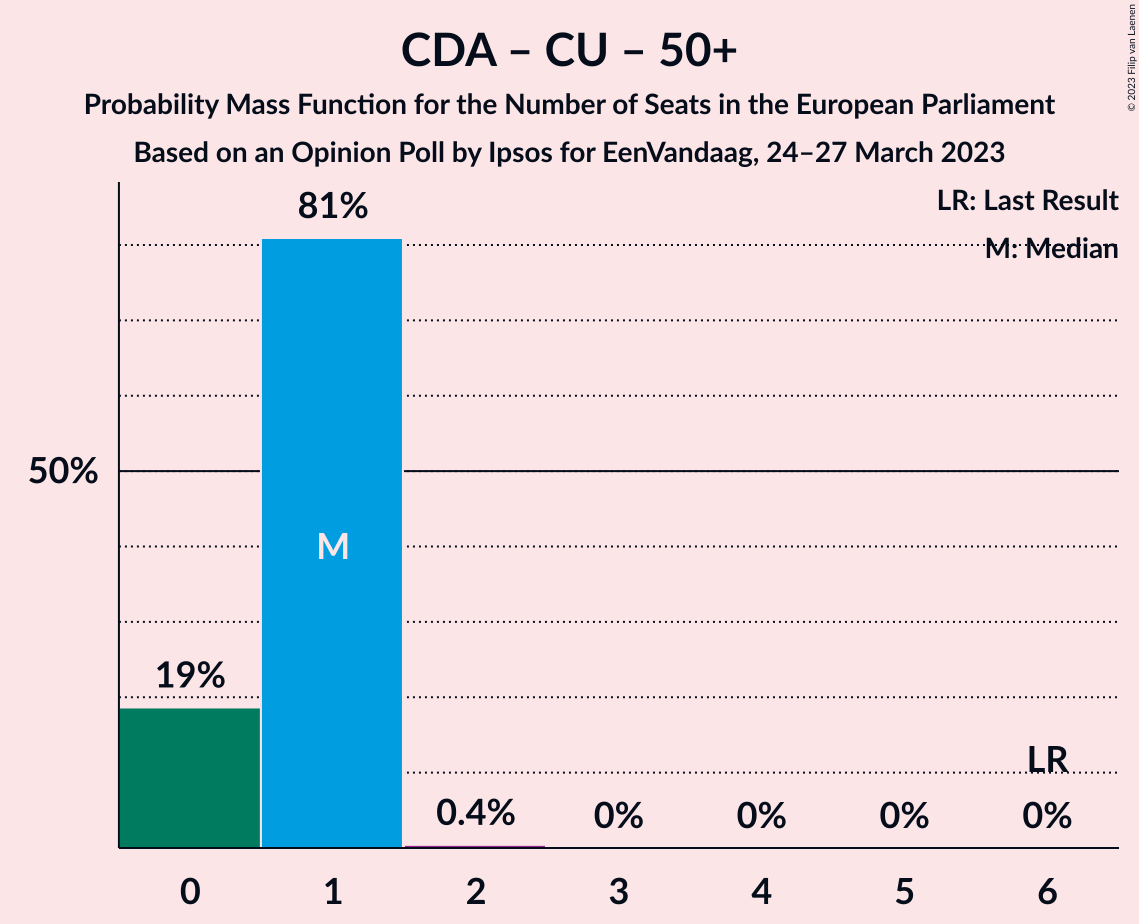 CDA – CU – 50+
Probability Mass Function for the Number of Seats in the European Parliament
Based on an Opinion Poll by Ipsos for EenVandaag, 24–27 March 2023
© 2023 Filip van Laenen
LR: Last Result
M: Median
81%
50%
M
19%
LR
0.4%
0%
0%
0%
0%
0
1
2
3
4
5
6